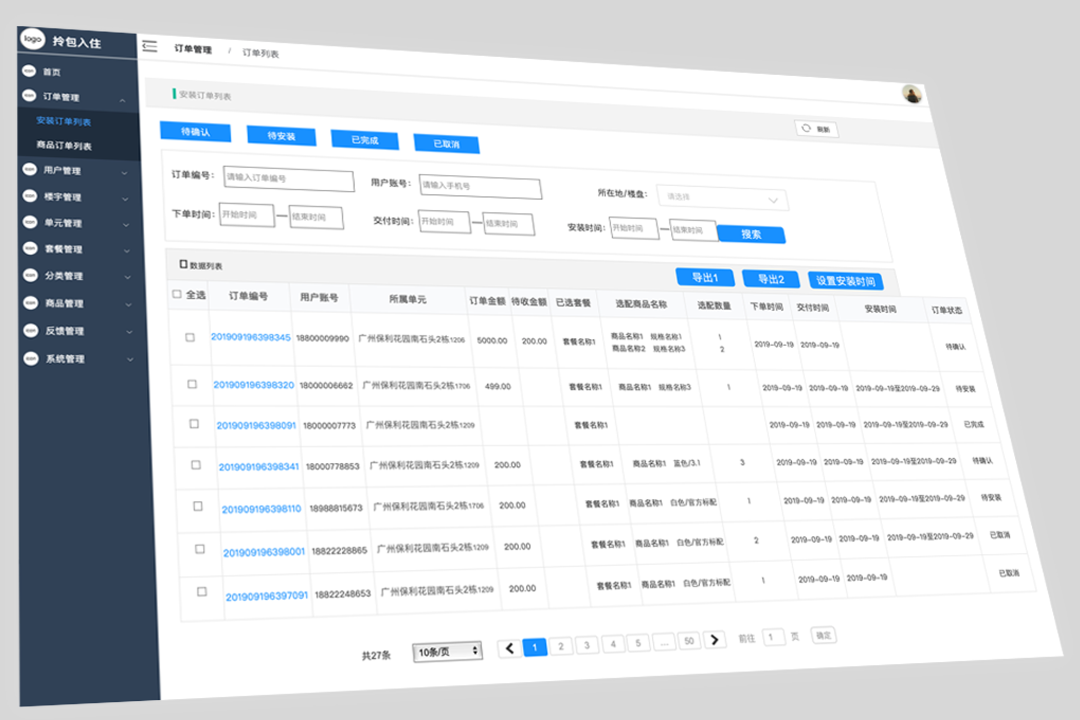 logo 拎包入住
订单管理 / 订单列表
首页
订单管理
安装订单列表
商品订单列表
用户管理
楼宇管理
单元管理
套餐管理
分类管理
商品管理
反馈管理
系统管理
安装订单列表
刷新
待确认 待安装 已完成 已取消
订单编号: 请输入订单编号 用户账号: 请输入手机号 所在地/楼盘: 请选择
下单时间: 开始时间 — 结束时间 交付时间: 开始时间 — 结束时间 安装时间: 开始时间 — 结束时间 搜索
数据列表 导出1 导出2 设置安装时间
全选 订单编号 用户账号 所属单元 订单金额 待收金额 已选套餐 选配商品名称 选配数量 下单时间 交付时间 安装时间 订单状态
201909196398345 18800009990 广州保利花园南石头2栋1206 5000.00 200.00 套餐名称1 商品名称1 规格名称1 1 2019-09-19 2019-09-19 待确认
商品名称2 规格名称3 2
201909196398320 18000006662 广州保利花园南石头2栋1706 499.00 套餐名称1 商品名称1 规格名称3 1 2019-09-19 2019-09-19 2019-09-19至2019-09-29 待安装
201909196398091 18000007773 广州保利花园南石头2栋1209 套餐名称1 2019-09-19 2019-09-19 2019-09-19至2019-09-29 已完成
201909196398341 18000778853 广州保利花园南石头2栋1209 200.00 套餐名称1 商品名称1 蓝色/3.1 3 2019-09-19 2019-09-19 2019-09-19至2019-09-29 待确认
201909196398110 18988815673 广州保利花园南石头2栋1706 200.00 套餐名称1 商品名称1 白色/官方标配 1 2019-09-19 2019-09-19 2019-09-19至2019-09-29 待安装
201909196398001 18822228865 广州保利花园南石头2栋1209 200.00 套餐名称1 商品名称1 白色/官方标配 2 2019-09-19 2019-09-19 2019-09-19至2019-09-29 已取消
201909196397091 18822248653 广州保利花园南石头2栋1209 200.00 套餐名称1 商品名称1 白色/官方标配 1 2019-09-19 2019-09-19 已取消
共27条 10条/页 1 2 3 4 5 ... 50 前往 1 页 确定